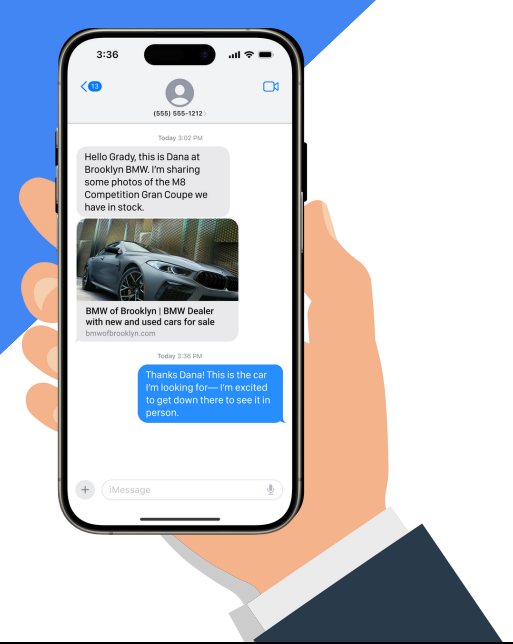 3:36
13
(555) 555-1212
Today 3:02 PM
Hello Grady, this is Dana at
Brooklyn BMW. I'm sharing
some photos of the M8
Competition Gran Coupe we
have in stock.
BMW of Brooklyn | BMW Dealer
with new and used cars for sale
bmwofbrooklyn.com
Today 3:36 PM
Thanks Dana! This is the car
I'm looking for— I'm excited
to get down there to see it in
person.
iMessage